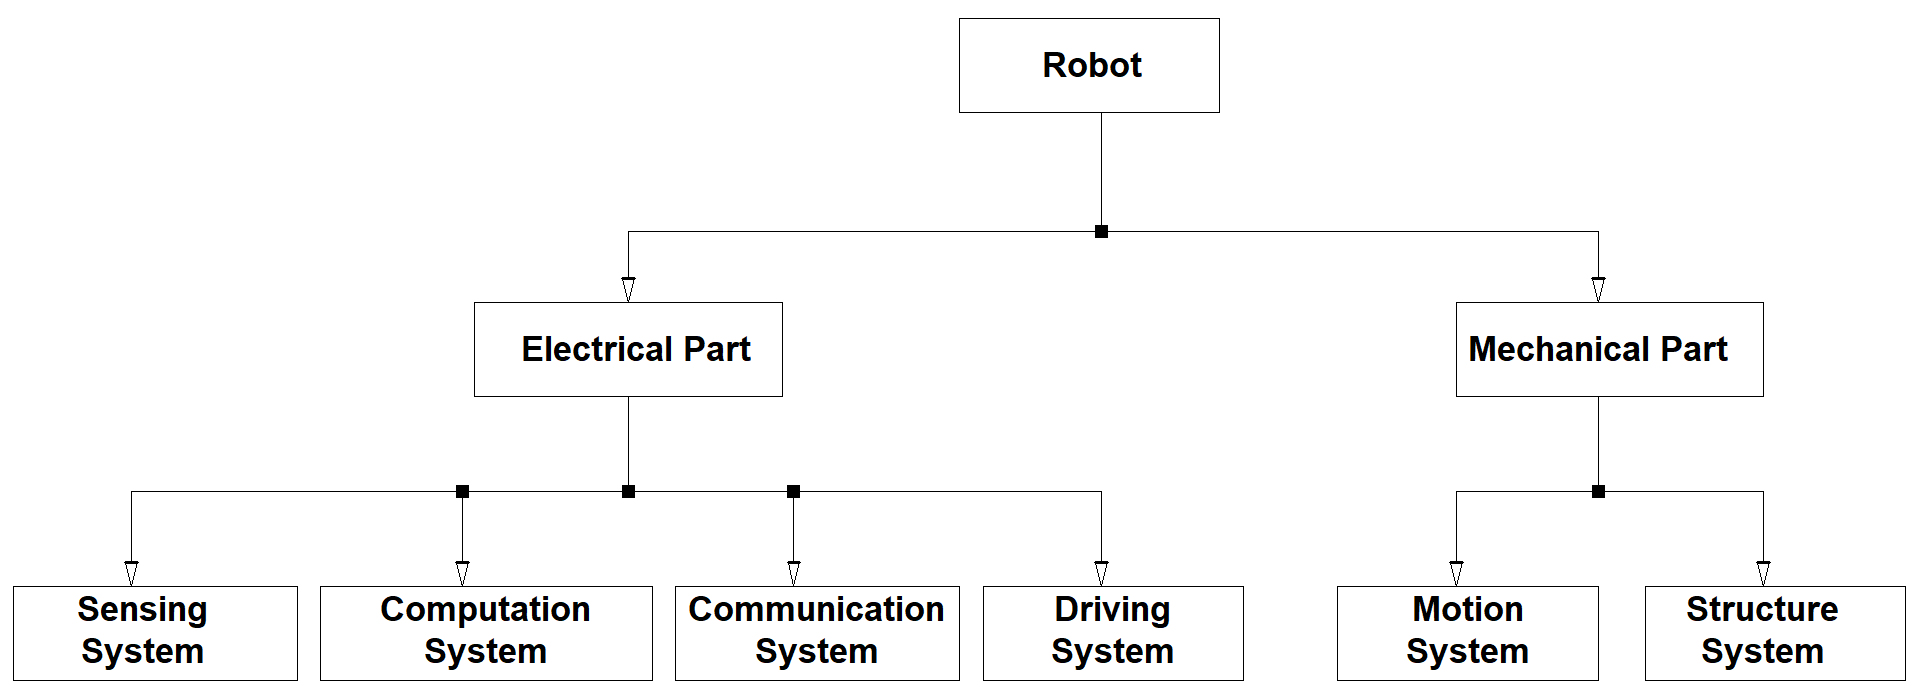 Robot
Electrical Part
Mechanical Part
Sensing
System
Computation
System
Communication
System
Driving
System
Motion
System
Structure
System